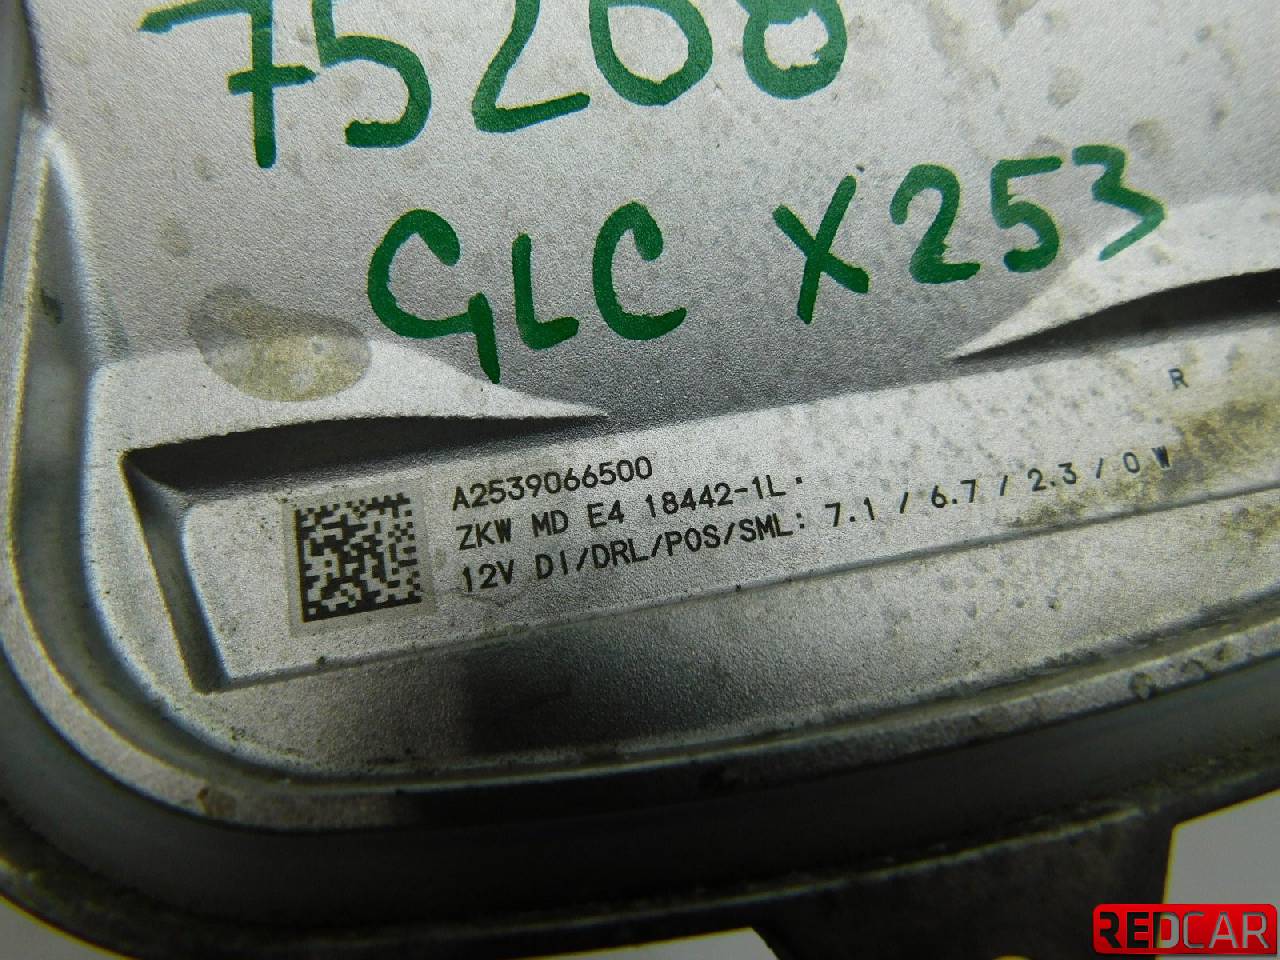 75208
GLC X253
R
A2539066500
ZKW MD E4 18442-1L
12V DI/DRL/POS/SML: 7.1 / 6.7 / 2.3 / 0 W
REDCAR